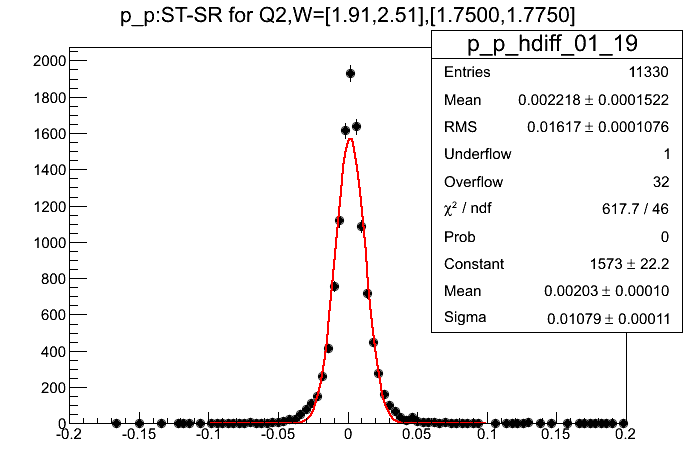 p_p:ST-SR for Q2,W=[1.91,2.51],[1.7500,1.7750]
p_p_hdiff_01_19
Entries 11330
Mean 0.002218 ± 0.0001522
RMS 0.01617 ± 0.0001076
Underflow 1
Overflow 32
χ² / ndf 617.7 / 46
Prob 0
Constant 1573 ± 22.2
Mean 0.00203 ± 0.00010
Sigma 0.01079 ± 0.00011
2000
1800
1600
1400
1200
1000
800
600
400
200
0
-0.2 -0.15 -0.1 -0.05 0 0.05 0.1 0.15 0.2